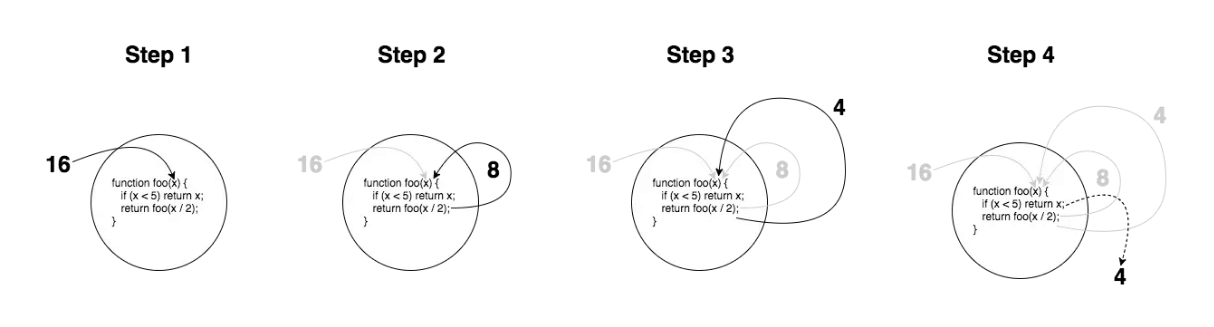 Step 1
16
function foo(x) {
if (x < 5) return x;
return foo(x / 2);
}
Step 2
16
8
function foo(x) {
if (x < 5) return x;
return foo(x / 2);
}
Step 3
4
16
8
function foo(x) {
if (x < 5) return x;
return foo(x / 2);
}
Step 4
4
16
8
function foo(x) {
if (x < 5) return x;
return foo(x / 2);
}
4